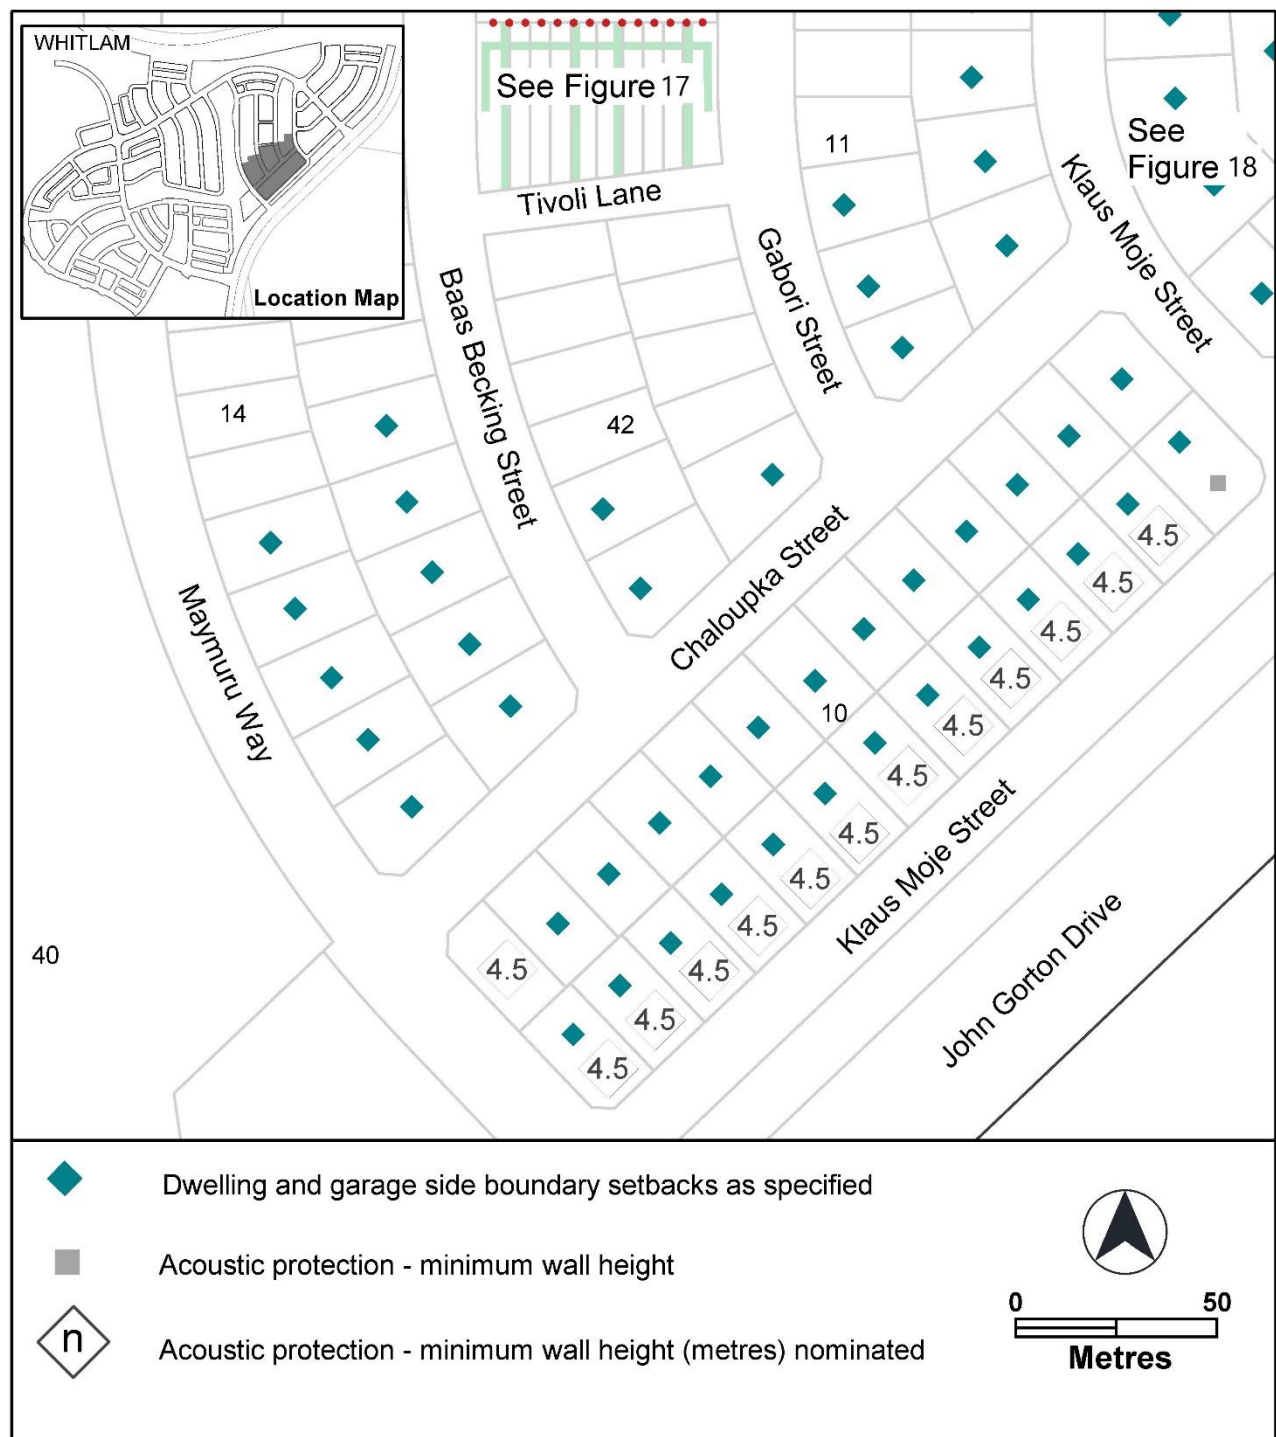 WHITLAM
Location Map
See Figure 17
Tivoli Lane
11
See
Figure 18
Klaus Moje Street
Gabori Street
Baas Becking Street
14
42
Maymuru Way
Chaloupka Street
4.5
4.5
4.5
4.5
4.5
10
4.5
4.5
4.5
4.5
4.5
4.5
4.5
4.5
Klaus Moje Street
John Gorton Drive
40
Dwelling and garage side boundary setbacks as specified
Acoustic protection - minimum wall height
n
Acoustic protection - minimum wall height (metres) nominated
0 50
Metres